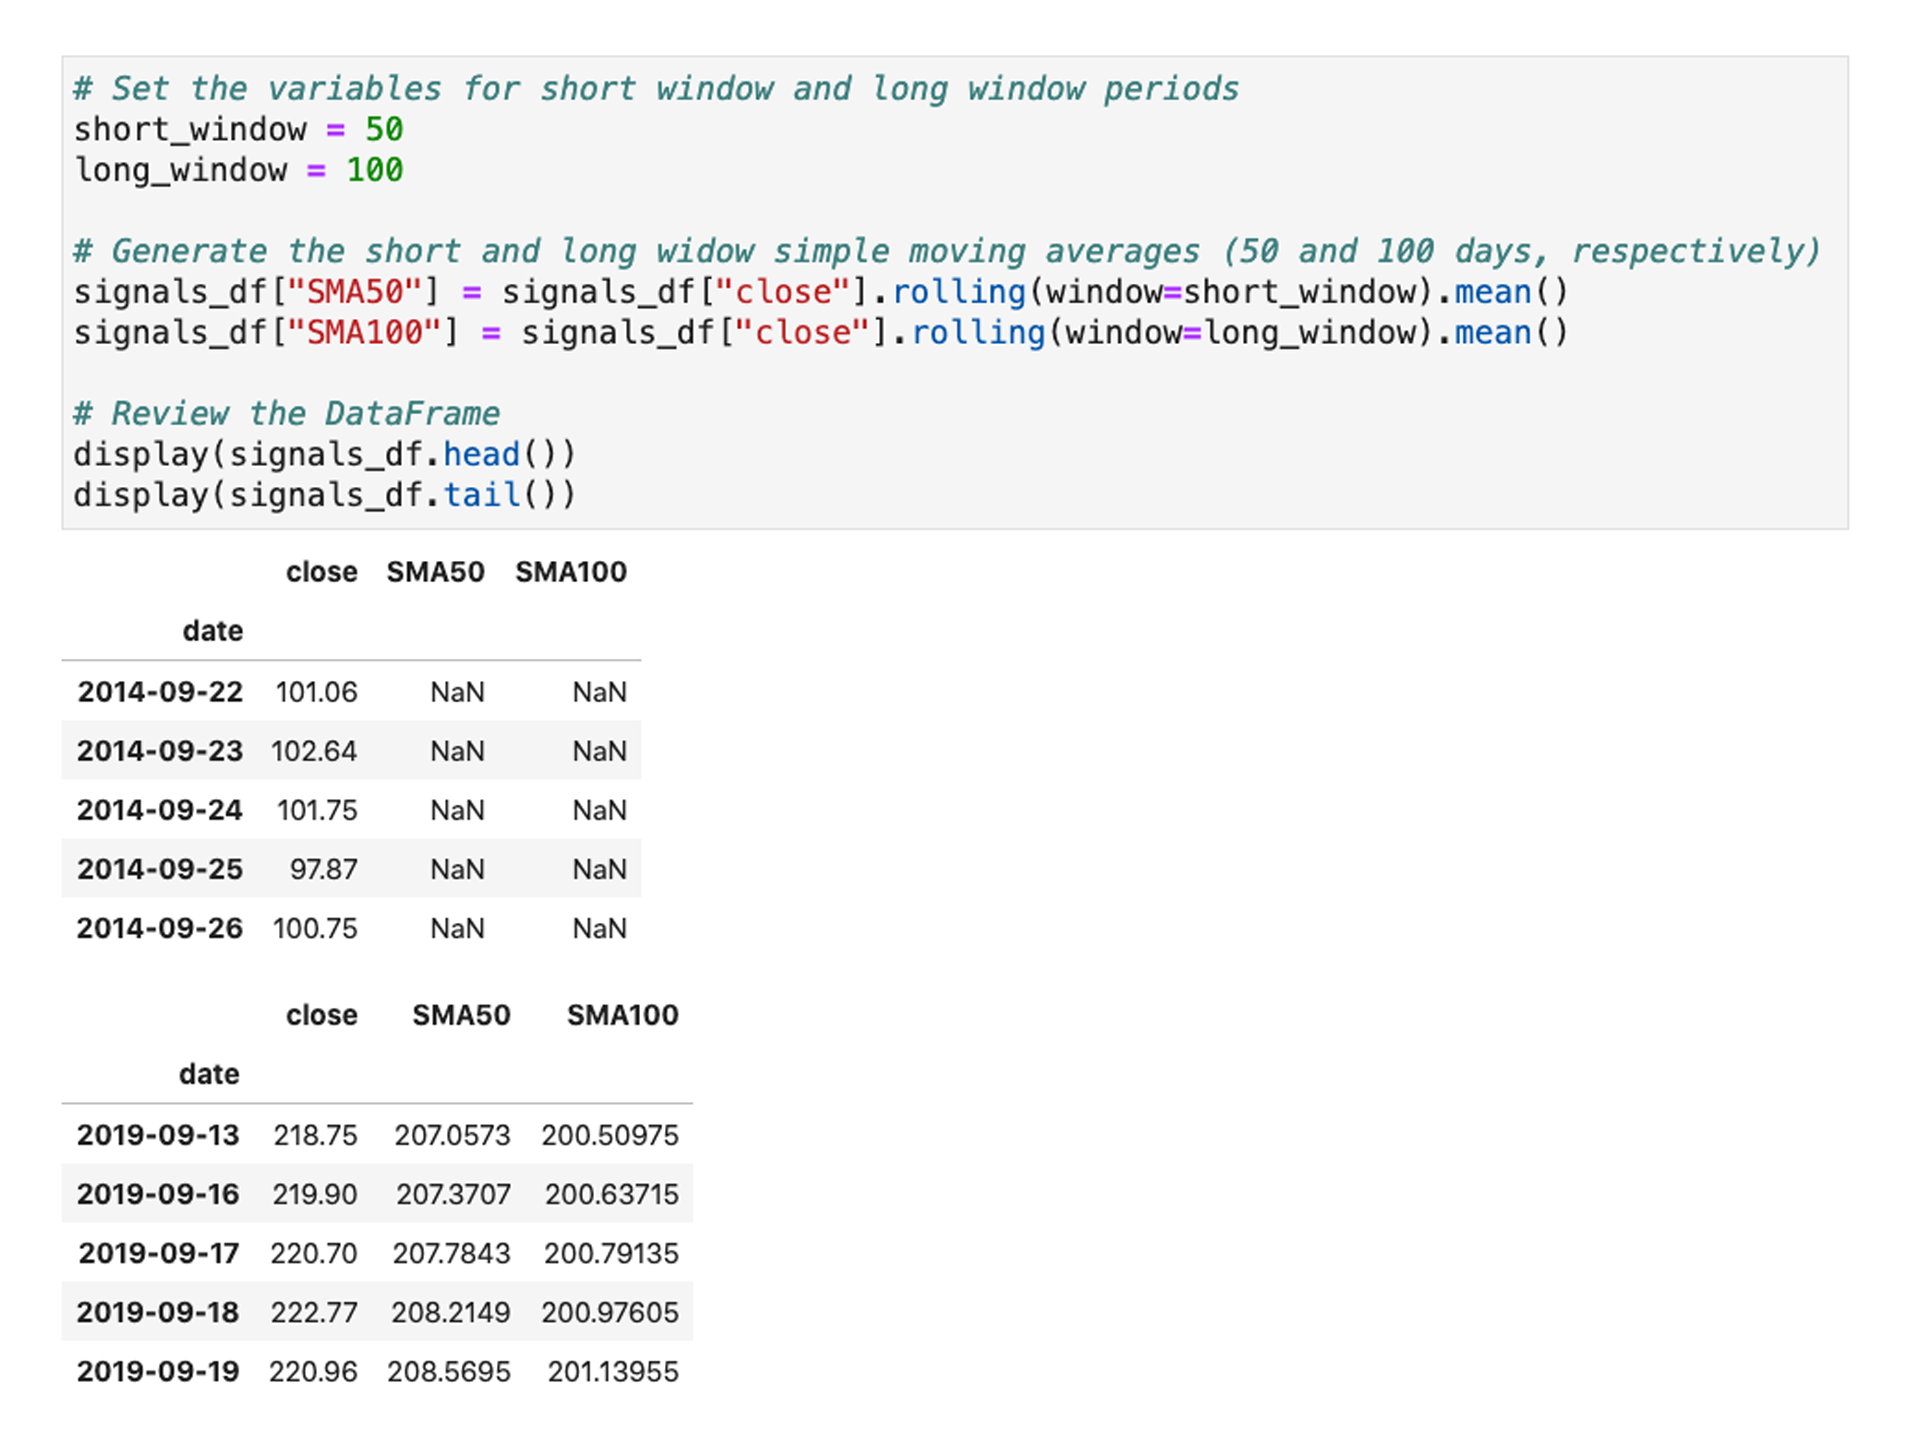 # Set the variables for short window and long window periods
short_window = 50
long_window = 100
# Generate the short and long widow simple moving averages (50 and 100 days, respectively)
signals_df["SMA50"] = signals_df["close"].rolling(window=short_window).mean()
signals_df["SMA100"] = signals_df["close"].rolling(window=long_window).mean()
# Review the DataFrame
display(signals_df.head())
display(signals_df.tail())
close SMA50 SMA100
date
2014-09-22 101.06 NaN NaN
2014-09-23 102.64 NaN NaN
2014-09-24 101.75 NaN NaN
2014-09-25 97.87 NaN NaN
2014-09-26 100.75 NaN NaN
close SMA50 SMA100
date
2019-09-13 218.75 207.0573 200.50975
2019-09-16 219.90 207.3707 200.63715
2019-09-17 220.70 207.7843 200.79135
2019-09-18 222.77 208.2149 200.97605
2019-09-19 220.96 208.5695 201.13955